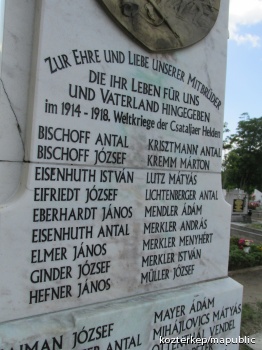 ZUR EHRE UND LIEBE UNSERER MITBRÜDER
DIE IHR LEBEN FÜR UNS
UND VATERLAND HINGEGEBEN
im 1914-1918. Weltkriege der Csataljaer Helden
BISCHOFF ANTAL
BISCHOFF JÓZSEF
EISENHUTH ISTVÁN
EIFRIEDT JÓZSEF
EBERHARDT JÁNOS
EISENHUTH ANTAL
ELMER JÁNOS
GINDER JÓZSEF
HEFNER JÁNOS
KRISZTMANN ANTAL
KREMM MÁRTON
LUTZ MÁTYÁS
LICHTENBERGER ANTAL
MENDLER ÁDÁM
MERKLER ANDRÁS
MERKLER MENYHÉRT
MERKLER ISTVÁN
MÜLLER JÓZSEF
JÓZSEF
ANTAL
MAYER ÁDÁM
MIHÁJLOVICS MÁTYÁS
VENDEL
kozterkep/mapublic